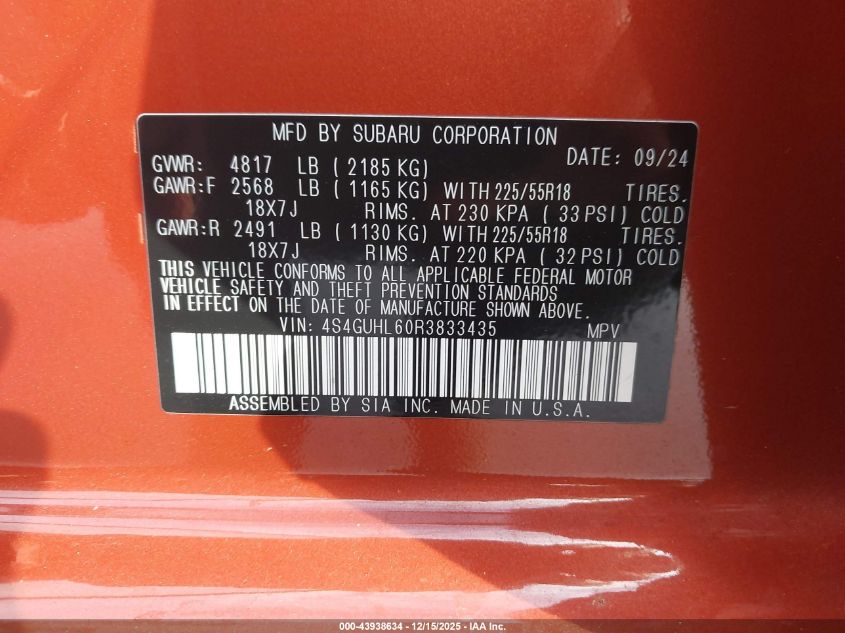 MFD BY SUBARU CORPORATION
GVWR: 4817 LB ( 2185 KG) DATE: 09/24
GAWR:F 2568 LB ( 1165 KG) WITH 225/55R18 TIRES.
18X7J RIMS. AT 230 KPA ( 33 PSI) COLD
GAWR:R 2491 LB ( 1130 KG) WITH 225/55R18 TIRES.
18X7J RIMS. AT 220 KPA ( 32 PSI) COLD
THIS VEHICLE CONFORMS TO ALL APPLICABLE FEDERAL MOTOR
VEHICLE SAFETY AND THEFT PREVENTION STANDARDS
IN EFFECT ON THE DATE OF MANUFACTURE SHOWN ABOVE.
VIN: 4S4GUHL60R3833435 MPV
ASSEMBLED BY SIA INC. MADE IN U.S.A.
000-43938634 - 12/15/2025 - IAA Inc.